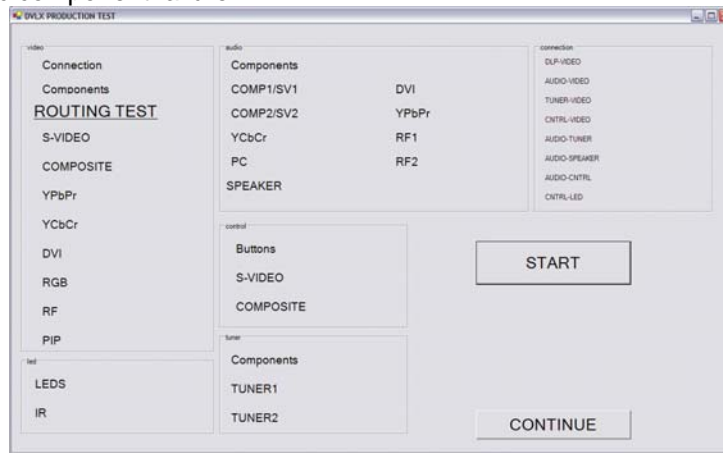 DVLX PRODUCTION TEST
video
Connection
Components
ROUTING TEST
S-VIDEO
COMPOSITE
YPbPr
YCbCr
DVI
RGB
RF
PIP
led
LEDS
IR
audio
Components
COMP1/SV1 DVI
COMP2/SV2 YPbPr
YCbCr RF1
PC RF2
SPEAKER
control
Buttons
S-VIDEO
COMPOSITE
tuner
Components
TUNER1
TUNER2
connection
DLP-VIDEO
AUDIO-VIDEO
TUNER-VIDEO
CNTRL-VIDEO
AUDIO-TUNER
AUDIO-SPEAKER
AUDIO-CNTRL
CNTRL-LED
START
CONTINUE